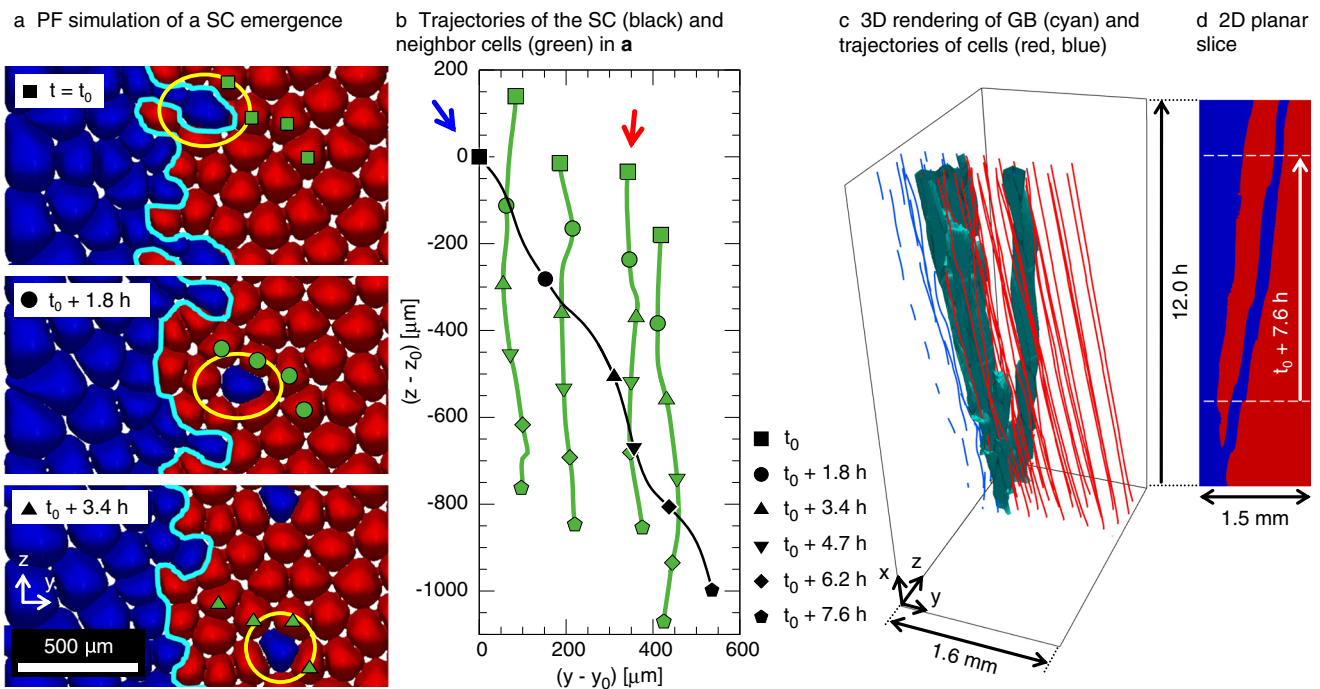 a PF simulation of a SC emergence
t = t0
t0 + 1.8 h
t0 + 3.4 h
z
y
500 µm
b Trajectories of the SC (black) and
neighbor cells (green) in a
200
0
-200
-400
-600
-800
-1000
(z - z0) [µm]
0
200
400
600
(y - y0) [µm]
t0
t0 + 1.8 h
t0 + 3.4 h
t0 + 4.7 h
t0 + 6.2 h
t0 + 7.6 h
c 3D rendering of GB (cyan) and
trajectories of cells (red, blue)
12.0 h
x
z
y
1.6 mm
d 2D planar
slice
t0 + 7.6 h
1.5 mm